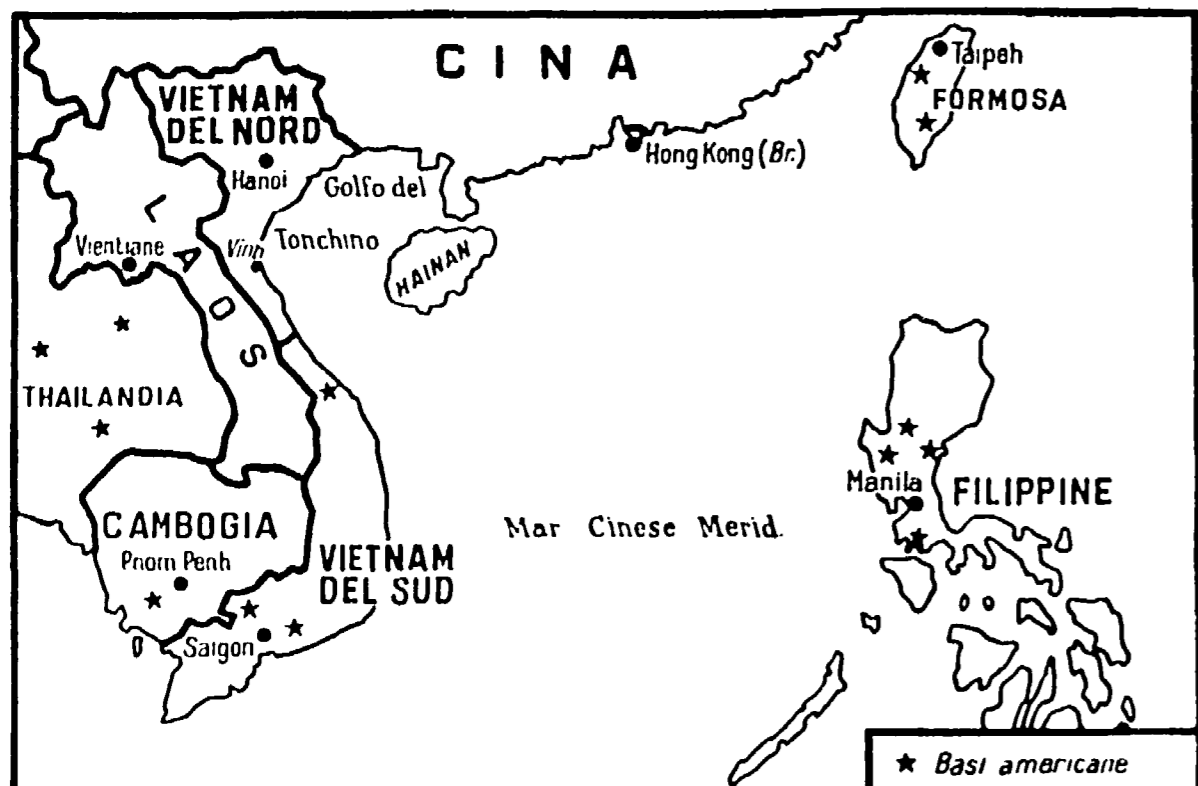 CINA
Taipeh
FORMOSA
VIETNAM
DEL NORD
Hanoi
Hong Kong (Br.)
Golfo del
Tonchino
HAINAN
LAOS
Vientiane
Vinh
THAILANDIA
Manila
FILIPPINE
Mar Cinese Merid.
CAMBOGIA
Pnom Penh
VIETNAM
DEL SUD
Saigon
Basi americane